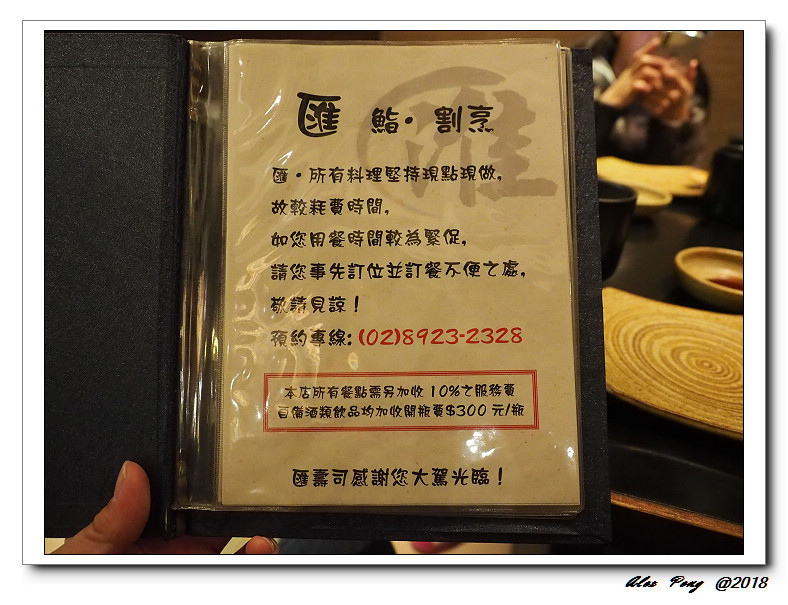 匯 鮨・割烹
匯・所有料理堅持現點現做,
故較耗費時間,
如您用餐時間較為緊促,
請您事先訂位並訂餐不便之處,
敬請見諒！
預約專線:(02)8923-2328
本店所有餐點需另加收 10%之服務費
自備酒類飲品均加收開瓶費$300 元/瓶
匯壽司感謝您大駕光臨！
Alex Peng @2018